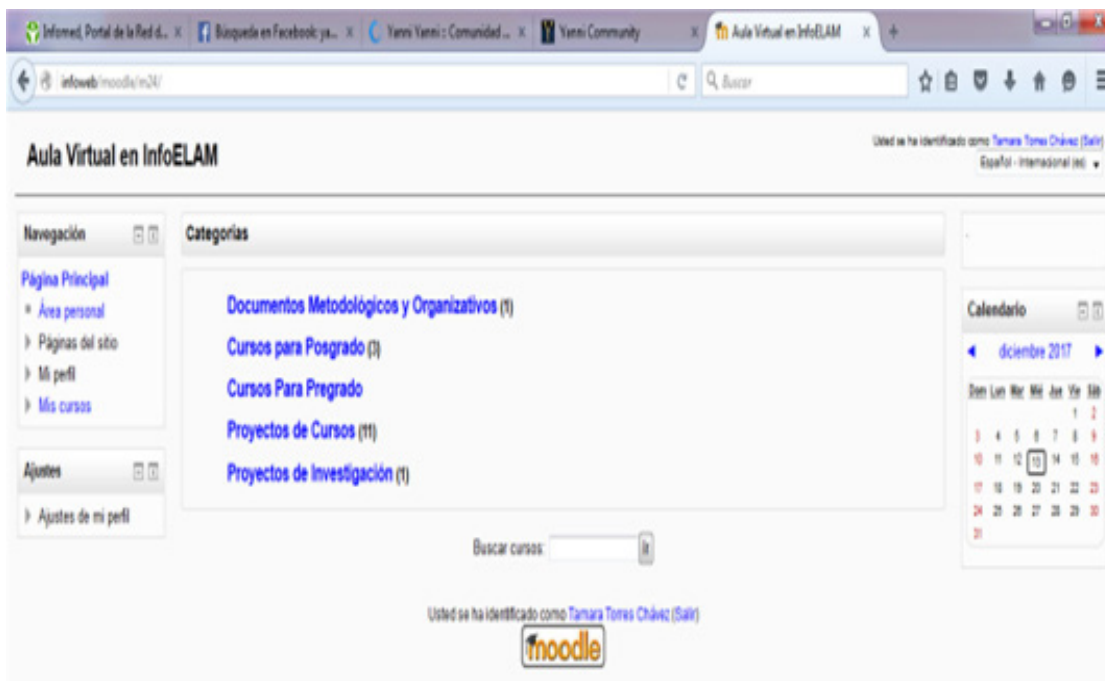 Infomed, Portal de la Red d...
Búsqueda en Facebook: ya...
Yanni Yanni : Comunidad ...
Yanni Community
Aula Virtual en InfoELAM
infoweb/moodle/m24/
Buscar
Aula Virtual en InfoELAM
Usted se ha identificado como Tamara Torres Chávez (Salir)
Español - Internacional (es)
Navegación
Página Principal
Área personal
Páginas del sitio
Mi perfil
Mis cursos
Ajustes
Ajustes de mi perfil
Categorías
Documentos Metodológicos y Organizativos (1)
Cursos para Posgrado (3)
Cursos Para Pregrado
Proyectos de Cursos (11)
Proyectos de Investigación (1)
Buscar cursos: Ir
Calendario
diciembre 2017
Dom Lun Mar Mié Jue Vie Sáb
1 2
3 4 5 6 7 8 9
10 11 12 13 14 15 16
17 18 19 20 21 22 23
24 25 26 27 28 29 30
31
Usted se ha identificado como Tamara Torres Chávez (Salir)
moodle